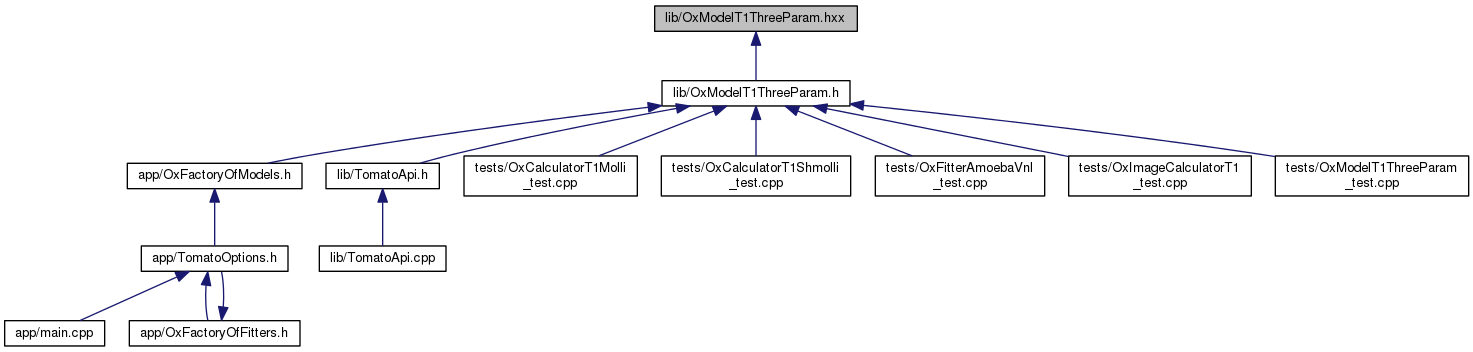 lib/OxModelT1ThreeParam.hxx
lib/OxModelT1ThreeParam.h
app/OxFactoryOfModels.h
lib/TomatoApi.h
tests/OxCalculatorT1Molli
_test.cpp
tests/OxCalculatorT1Shmolli
_test.cpp
tests/OxFitterAmoebaVnl
_test.cpp
tests/OxImageCalculatorT1
_test.cpp
tests/OxModelT1ThreeParam
_test.cpp
app/TomatoOptions.h
lib/TomatoApi.cpp
app/main.cpp
app/OxFactoryOfFitters.h